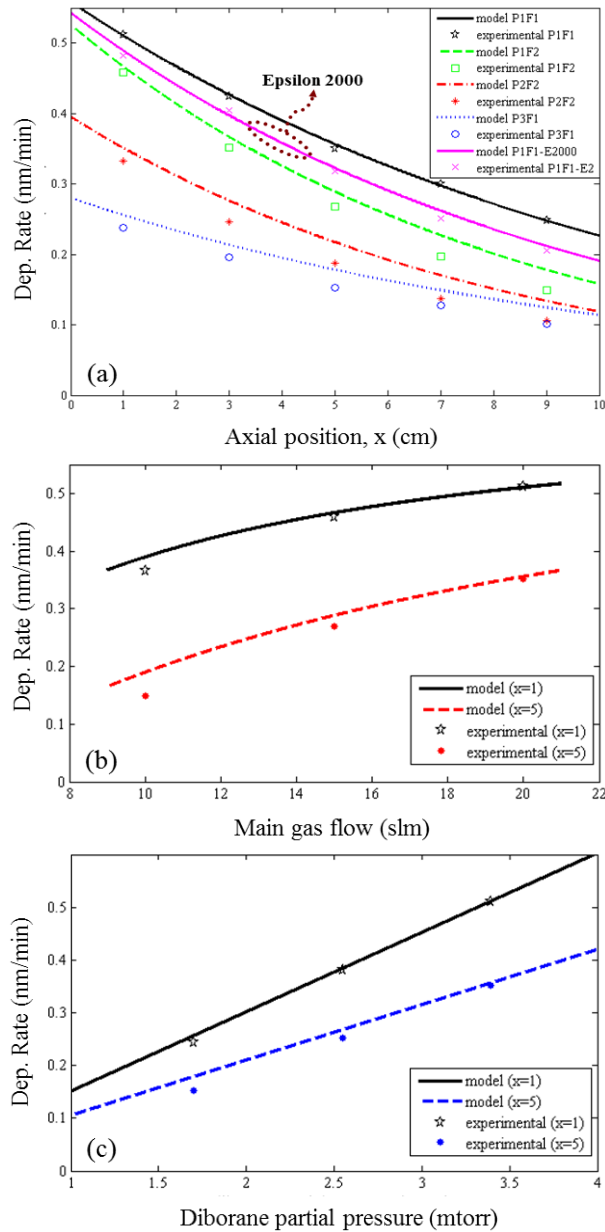 0.5
0.4
0.3
0.2
0.1
0
Dep. Rate (nm/min)
Epsilon 2000
model P1F1
experimental P1F1
model P1F2
experimental P1F2
model P2F2
experimental P2F2
model P3F1
experimental P3F1
model P1F1-E2000
experimental P1F1-E2
(a)
0 1 2 3 4 5 6 7 8 9 10
Axial position, x (cm)
0.5
0.4
0.3
0.2
0.1
0
Dep. Rate (nm/min)
model (x=1)
model (x=5)
experimental (x=1)
experimental (x=5)
(b)
8 10 12 14 16 18 20 22
Main gas flow (slm)
0.5
0.4
0.3
0.2
0.1
0
Dep. Rate (nm/min)
model (x=1)
model (x=5)
experimental (x=1)
experimental (x=5)
(c)
1 1.5 2 2.5 3 3.5 4
Diborane partial pressure (mtorr)